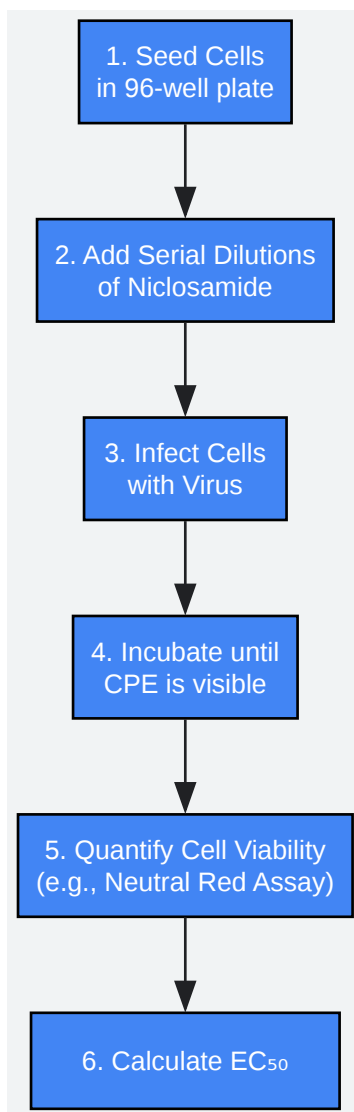 1. Seed Cells
in 96-well plate
2. Add Serial Dilutions
of Niclosamide
3. Infect Cells
with Virus
4. Incubate until
CPE is visible
5. Quantify Cell Viability
(e.g., Neutral Red Assay)
6. Calculate EC₅₀